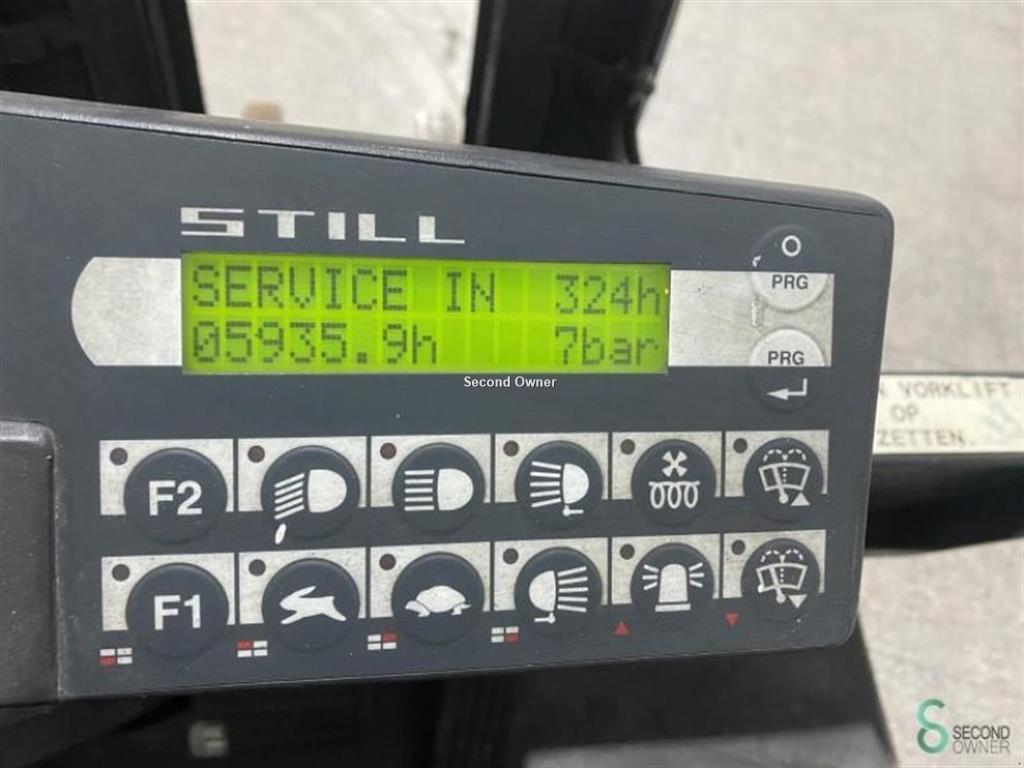 STILL
SERVICE IN 324h
05935.9h 7bar
O
PRG
PRG
Second Owner
N VORKLIFT
OP
ZETTEN.
F2
F1
SECOND
OWNER